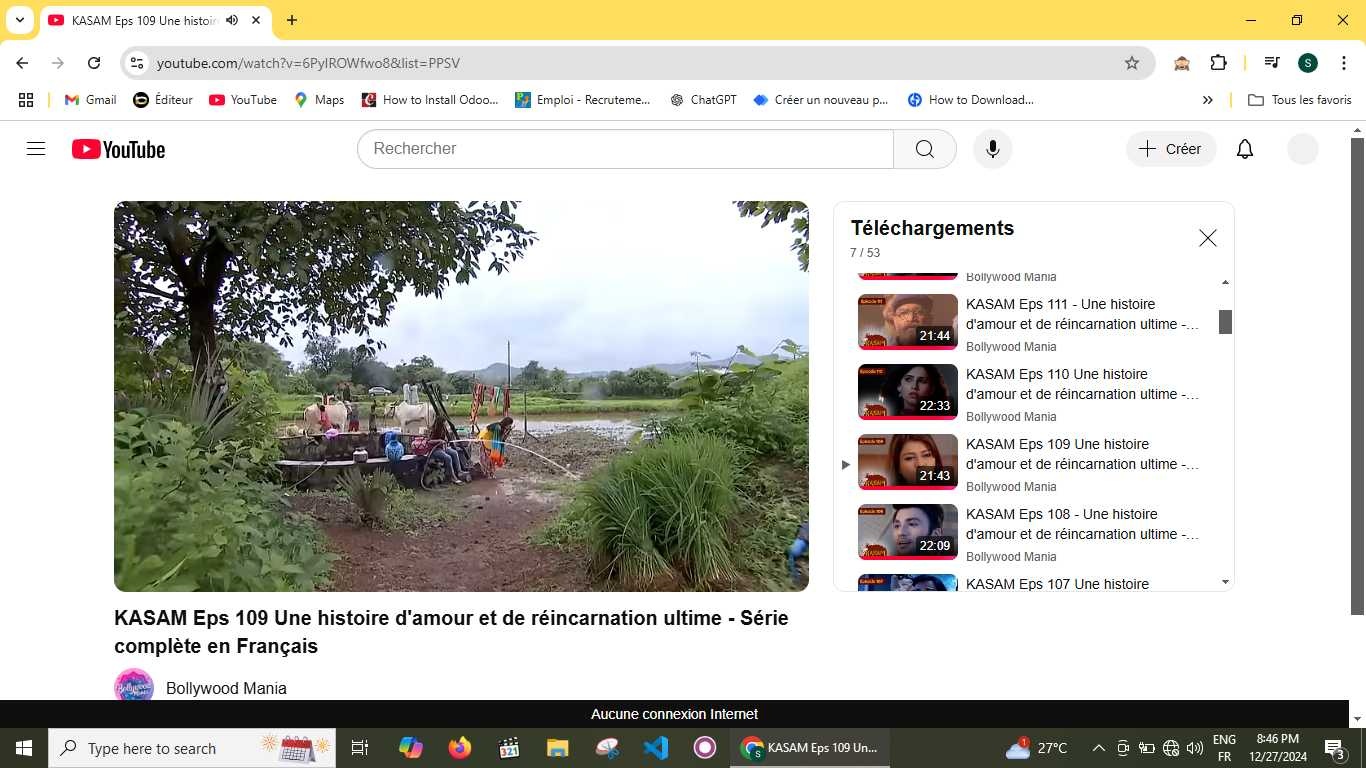 KASAM Eps 109 Une histoir
youtube.com/watch?v=6PyIROWfwo8&list=PPSV
S
Gmail
Éditeur
YouTube
Maps
How to Install Odoo...
Emploi - Recruteme...
ChatGPT
Créer un nouveau p...
How to Download...
Tous les favoris
YouTube
Rechercher
Créer
Téléchargements
7 / 53
Bollywood Mania
KASAM Eps 111 - Une histoire
d'amour et de réincarnation ultime -...
21:44
Bollywood Mania
KASAM Eps 110 Une histoire
d'amour et de réincarnation ultime -...
22:33
Bollywood Mania
KASAM Eps 109 Une histoire
d'amour et de réincarnation ultime -...
21:43
Bollywood Mania
KASAM Eps 108 - Une histoire
d'amour et de réincarnation ultime -...
22:09
Bollywood Mania
KASAM Eps 107 Une histoire
KASAM Eps 109 Une histoire d'amour et de réincarnation ultime - Série
complète en Français
Bollywood Mania
Aucune connexion Internet
Type here to search
321
KASAM Eps 109 Un...
1
27°C
ENG
FR
8:46 PM
12/27/2024
3